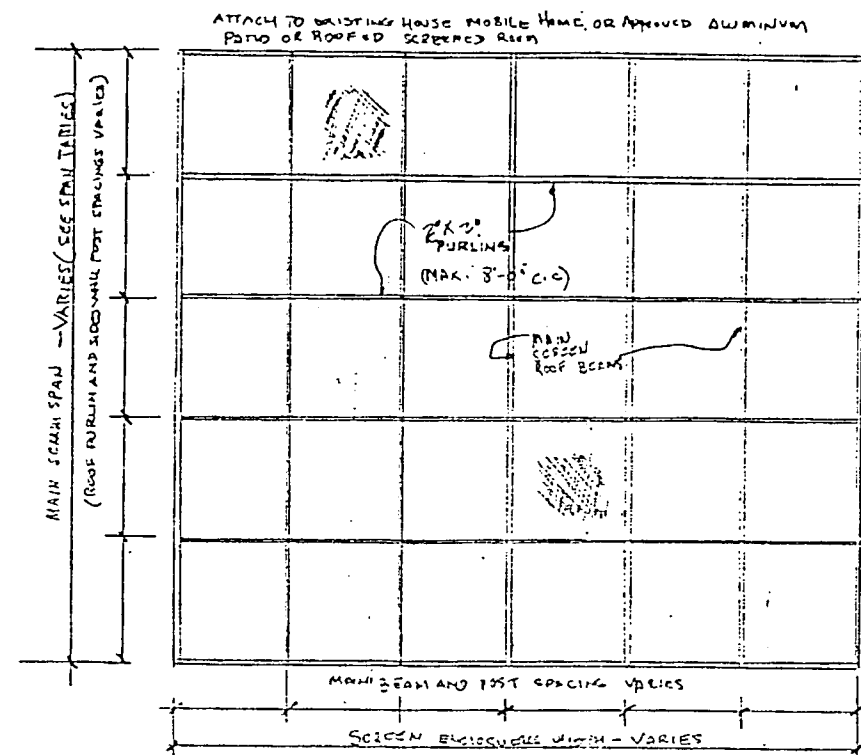 ATTACH TO EXISTING HOUSE MOBILE HOME, OR APPROVED ALUMINUM
PATIO OR ROOFED SCREENED ROOM
MAIN SPAN - VARIES (SEE SPAN TABLES)
(ROOF PURLIN AND SIDEWALL POST SPACINGS VARIES)
2" X 2"
PURLINS
(MAX. 8'-0" C.C)
MAIN
SCREEN
ROOF BEAMS
MAIN BEAM AND POST SPACING VARIES
SCREEN ENCLOSURE WIDTH - VARIES